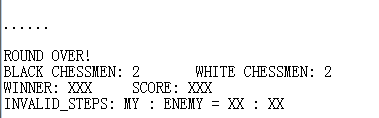 ......
ROUND OVER!
BLACK CHESSMEN: 2 WHITE CHESSMEN: 2
WINNER: XXX SCORE: XXX
INVALID_STEPS: MY : ENEMY = XX : XX